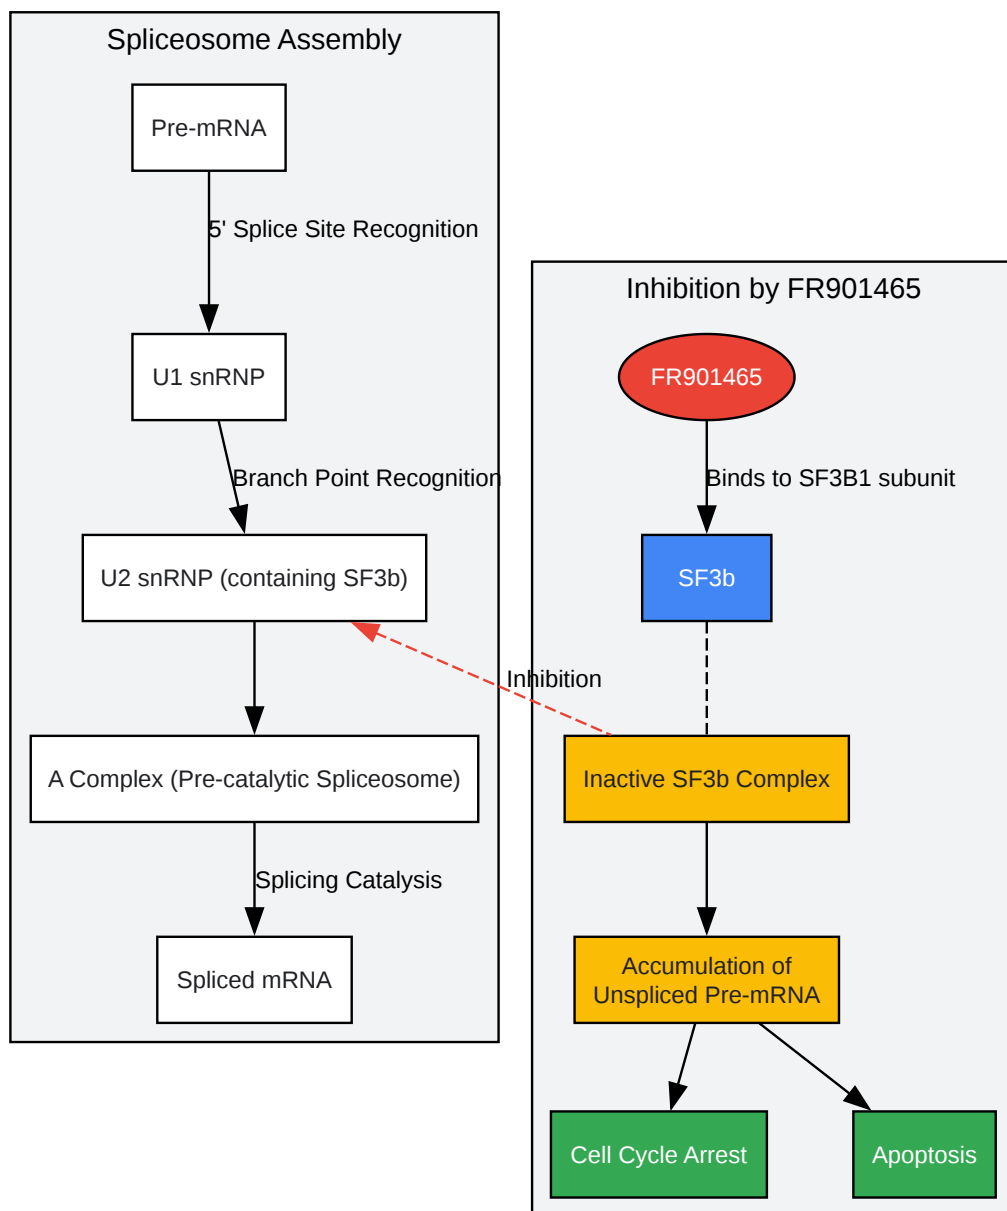 Spliceosome Assembly
Pre-mRNA
5' Splice Site Recognition
U1 snRNP
Branch Point Recognition
U2 snRNP (containing SF3b)
A Complex (Pre-catalytic Spliceosome)
Splicing Catalysis
Spliced mRNA
Inhibition by FR901465
FR901465
Binds to SF3B1 subunit
SF3b
Inhibition
Inactive SF3b Complex
Accumulation of
Unspliced Pre-mRNA
Cell Cycle Arrest
Apoptosis